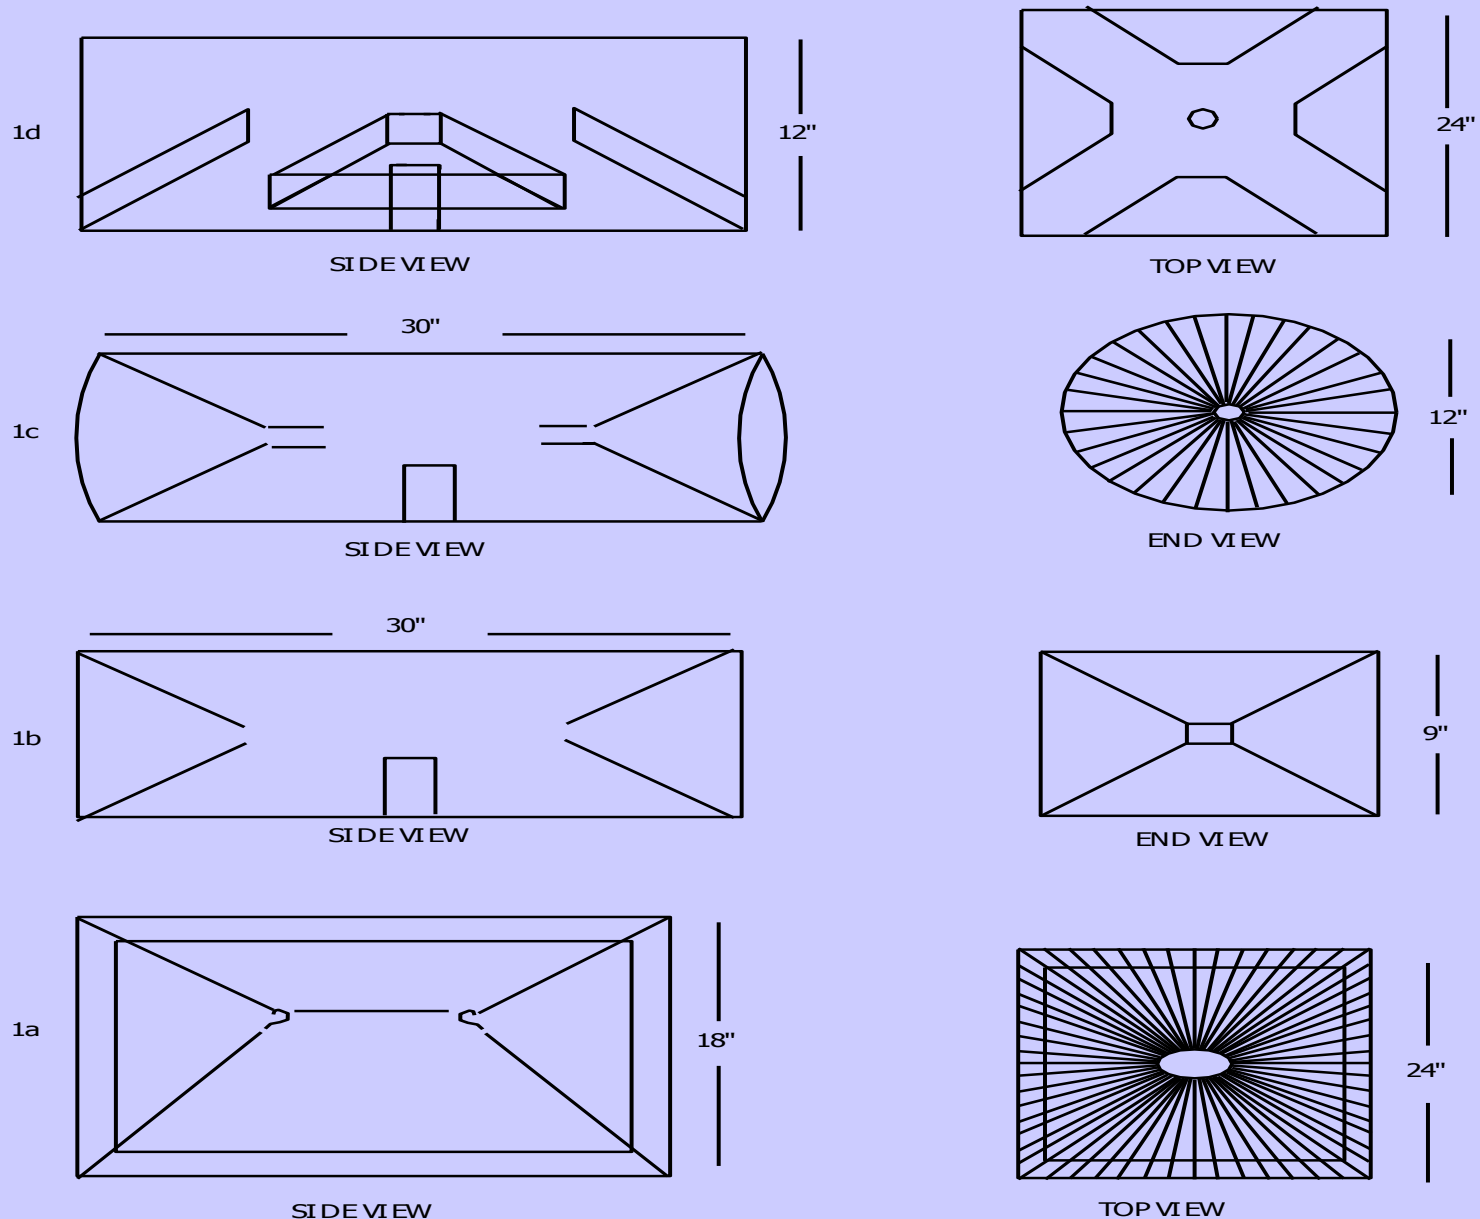 1d
12"
24"
SIDE VIEW
TOP VIEW
30"
1c
12"
SIDE VIEW
END VIEW
30"
1b
9"
SIDE VIEW
END VIEW
1a
18"
24"
SIDE VIEW
TOP VIEW